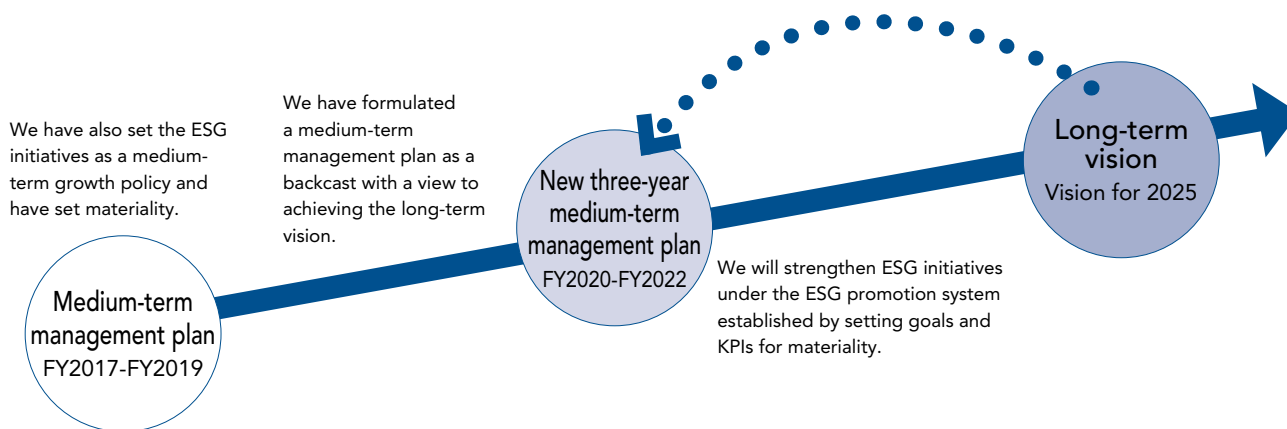 We have also set the ESG
initiatives as a medium-
term growth policy and
have set materiality.
Medium-term
management plan
FY2017-FY2019
We have formulated
a medium-term
management plan as a
backcast with a view to
achieving the long-term
vision.
New three-year
medium-term
management plan
FY2020-FY2022
We will strengthen ESG initiatives
under the ESG promotion system
established by setting goals and
KPIs for materiality.
Long-term
vision
Vision for 2025